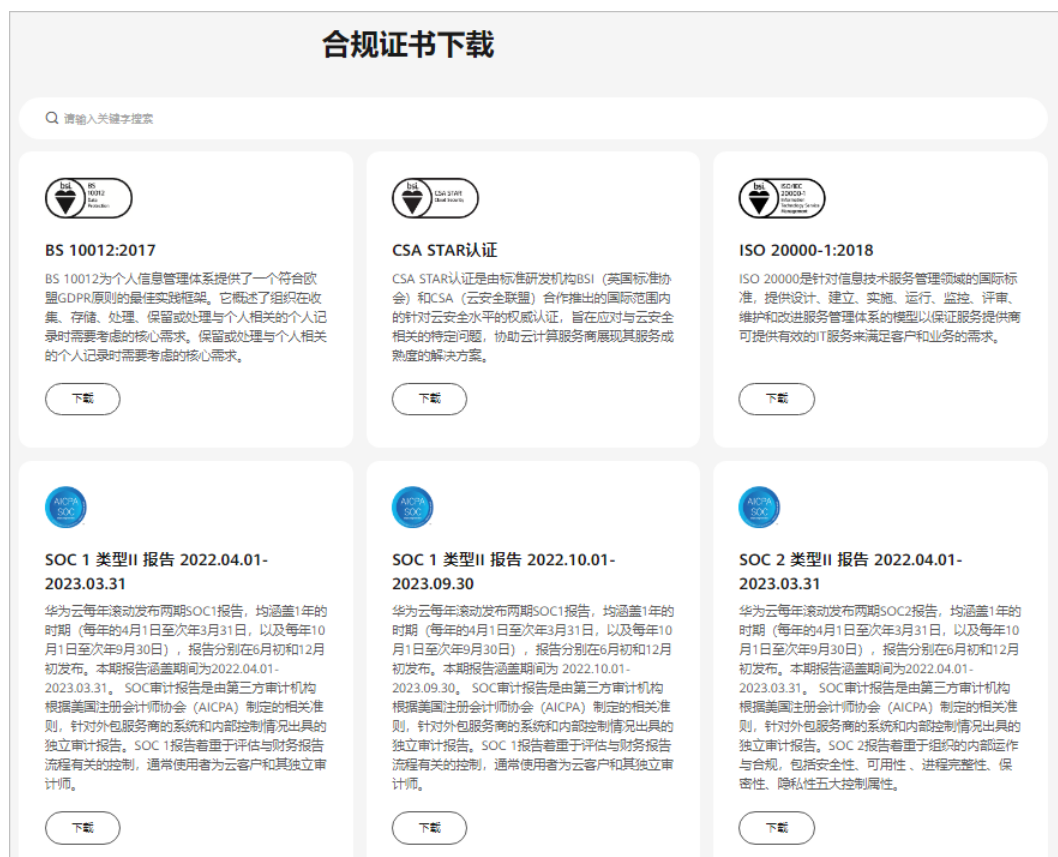 合规证书下载
请输入关键字搜索
bsi.
BS
10012
Data
Protection
BS 10012:2017
BS 10012为个人信息管理体系提供了一个符合欧
盟GDPR原则的最佳实践框架。它概述了组织在收
集、存储、处理、保留或处理与个人相关的个人记
录时需要考虑的核心需求。保留或处理与个人相关
的个人记录时需要考虑的核心需求。
下载
bsi.
CSA STAR
Cloud Security
CSA STAR认证
CSA STAR认证是由标准研发机构BSI（英国标准协
会）和CSA（云安全联盟）合作推出的国际范围内
的针对云安全水平的权威认证，旨在应对与云安全
相关的特定问题，协助云计算服务商展现其服务成
熟度的解决方案。
下载
bsi.
ISO/IEC
20000-1
Information
Technology Service
Management
ISO 20000-1:2018
ISO 20000是针对信息技术服务管理领域的国际标
准，提供设计、建立、实施、运行、监控、评审、
维护和改进服务管理体系的模型以保证服务提供商
可提供有效的IT服务来满足客户和业务的需求。
下载
AICPA
SOC
SOC 1 类型II 报告 2022.04.01-
2023.03.31
华为云每年滚动发布两期SOC1报告，均涵盖1年的
时期（每年的4月1日至次年3月31日，以及每年10
月1日至次年9月30日），报告分别在6月初和12月
初发布。本期报告涵盖期间为2022.04.01-
2023.03.31。 SOC审计报告是由第三方审计机构
根据美国注册会计师协会（AICPA）制定的相关准
则，针对外包服务商的系统和内部控制情况出具的
独立审计报告。SOC 1报告着重于评估与财务报告
流程有关的控制，通常使用者为云客户和其独立审
计师。
下载
AICPA
SOC
SOC 1 类型II 报告 2022.10.01-
2023.09.30
华为云每年滚动发布两期SOC1报告，均涵盖1年的
时期（每年的4月1日至次年3月31日，以及每年10
月1日至次年9月30日），报告分别在6月初和12月
初发布。本期报告涵盖期间为 2022.10.01-
2023.09.30。 SOC审计报告是由第三方审计机构
根据美国注册会计师协会（AICPA）制定的相关准
则，针对外包服务商的系统和内部控制情况出具的
独立审计报告。SOC 1报告着重于评估与财务报告
流程有关的控制，通常使用者为云客户和其独立审
计师。
下载
AICPA
SOC
SOC 2 类型II 报告 2022.04.01-
2023.03.31
华为云每年滚动发布两期SOC2报告，均涵盖1年的
时期（每年的4月1日至次年3月31日，以及每年10
月1日至次年9月30日），报告分别在6月初和12月
初发布。本期报告涵盖期间为2022.04.01-
2023.03.31。 SOC审计报告是由第三方审计机构
根据美国注册会计师协会（AICPA）制定的相关准
则，针对外包服务商的系统和内部控制情况出具的
独立审计报告。SOC 2报告着重于组织的内部运作
与合规，包括安全性、可用性 、进程完整性、保
密性、隐私性五大控制属性。
下载